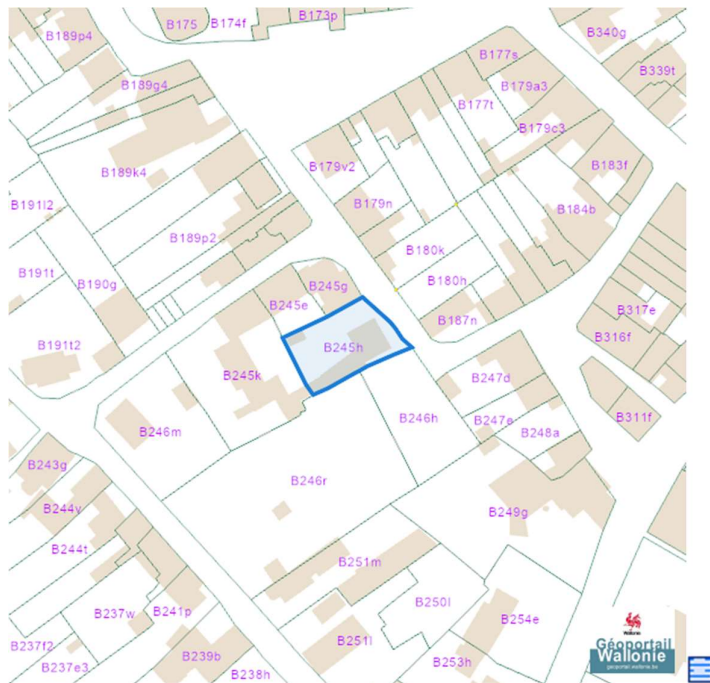 B175
B174f
B173p
B189p4
B340g
B177s
B339t
B189g4
B179a3
B177t
B179c3
B179v2
B183f
B189k4
B191l2
B179n
B184b
B189p2
B180k
B191t
B190g
B245g
B180h
B245e
B317e
B187n
B316f
B191t2
B245h
B245k
B247d
B311f
B246m
B246h
B247e
B248a
B243g
B246r
B244v
B249g
B244t
B251m
B250l
B237w
B241p
B254e
B251l
B237f2
B239b
B253h
B237e3
B238h
Wallonie
Géoportail
Wallonie
geoportail.wallonie.be